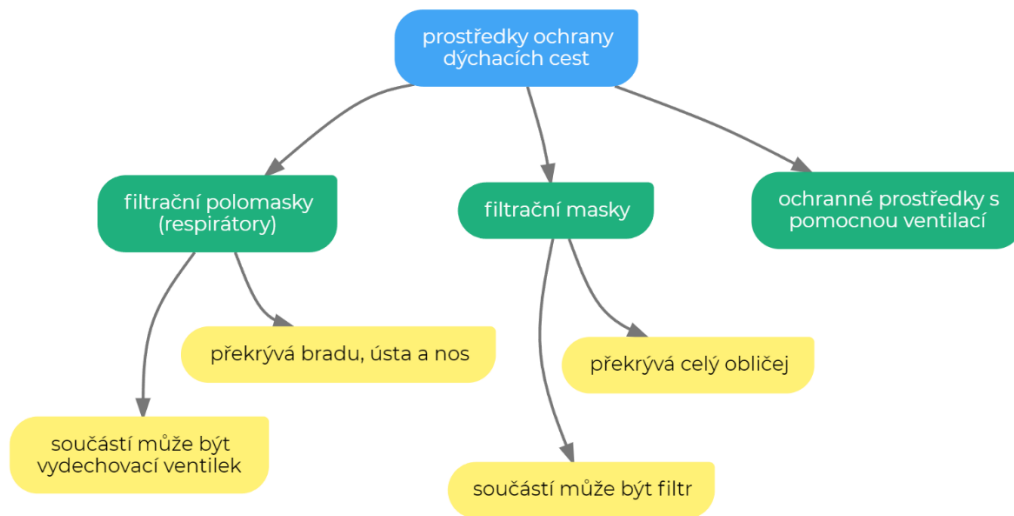 prostředky ochrany
dýchacích cest
filtrační polomasky
(respirátory)
filtrační masky
ochranné prostředky s
pomocnou ventilací
překrývá bradu, ústa a nos
překrývá celý obličej
součástí může být
vydechovací ventilek
součástí může být filtr